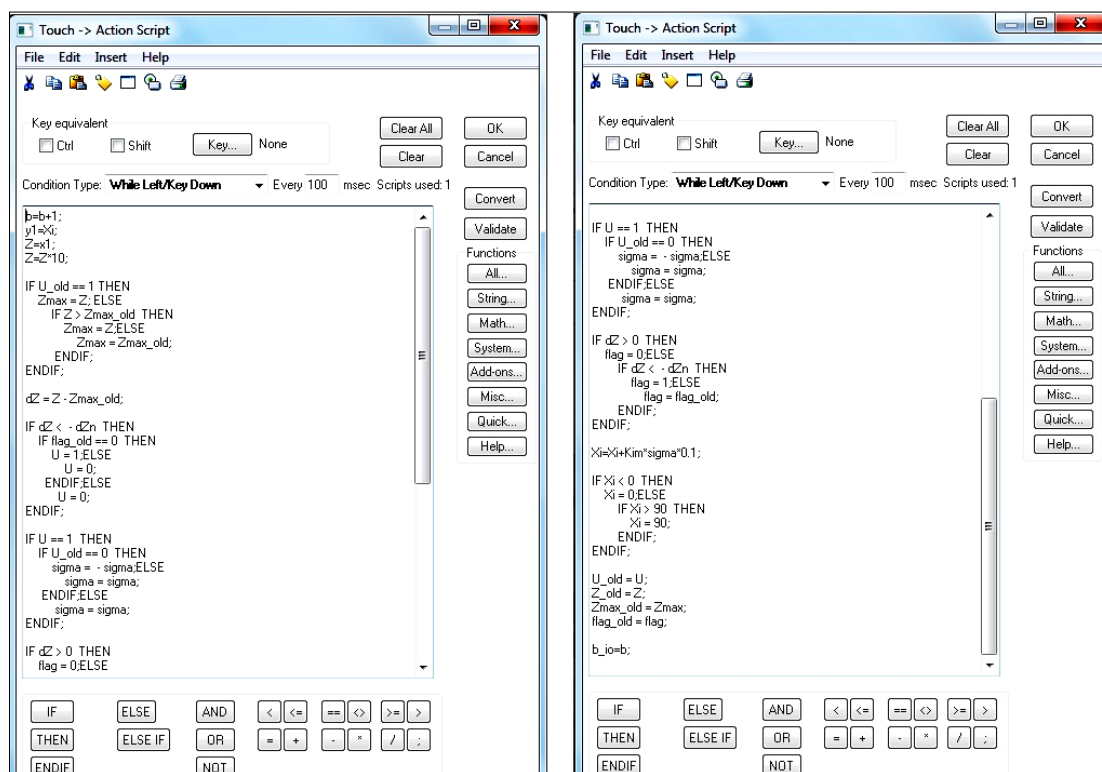 Touch -> Action Script
File Edit Insert Help
Key equivalent
Ctrl Shift Key... None
Clear All OK
Clear Cancel
Condition Type: While Left/Key Down Every 100 msec Scripts used: 1
Convert
Validate
Functions
All...
String...
Math...
System...
Add-ons...
Misc...
Quick...
Help...
b=b+1;
y1=Xi;
Z=x1;
Z=Z*10;
IF U_old == 1 THEN
Zmax = Z; ELSE
IF Z > Zmax_old THEN
Zmax = Z;ELSE
Zmax = Zmax_old;
ENDIF;
ENDIF;
dZ = Z - Zmax_old;
IF dZ < - dZn THEN
IF flag_old == 0 THEN
U = 1;ELSE
U = 0;
ENDIF;ELSE
U = 0;
ENDIF;
IF U == 1 THEN
IF U_old == 0 THEN
sigma = - sigma;ELSE
sigma = sigma;
ENDIF;ELSE
sigma = sigma;
ENDIF;
IF dZ > 0 THEN
flag = 0;ELSE
IF ELSE AND < <= == <> >= >
THEN ELSE IF OR = + - * / ;
ENDIF NOT
Touch -> Action Script
File Edit Insert Help
Key equivalent
Ctrl Shift Key... None
Clear All OK
Clear Cancel
Condition Type: While Left/Key Down Every 100 msec Scripts used: 1
Convert
Validate
Functions
All...
String...
Math...
System...
Add-ons...
Misc...
Quick...
Help...
IF U == 1 THEN
IF U_old == 0 THEN
sigma = - sigma;ELSE
sigma = sigma;
ENDIF;ELSE
sigma = sigma;
ENDIF;
IF dZ > 0 THEN
flag = 0;ELSE
IF dZ < - dZn THEN
flag = 1;ELSE
flag = flag_old;
ENDIF;
ENDIF;
Xi=Xi+Kim*sigma*0.1;
IF Xi < 0 THEN
Xi = 0;ELSE
IF Xi > 90 THEN
Xi = 90;
ENDIF;
ENDIF;
U_old = U;
Z_old = Z;
Zmax_old = Zmax;
flag_old = flag;
b_io=b;
IF ELSE AND < <= == <> >= >
THEN ELSE IF OR = + - * / ;
ENDIF NOT